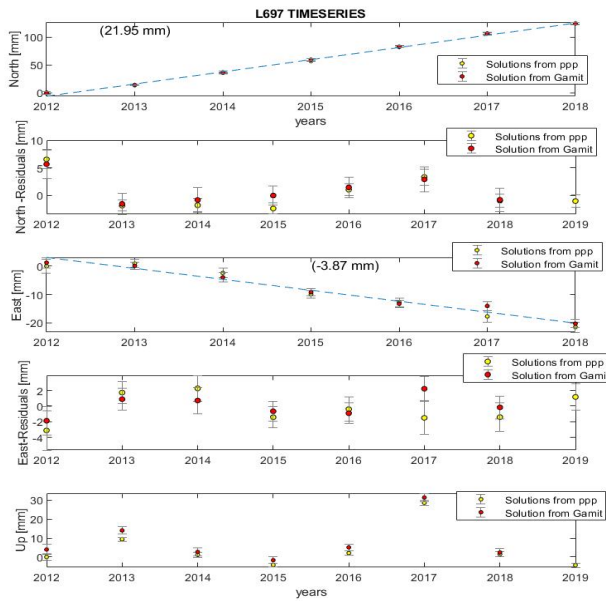 L697 TIMESERIES
North [mm]
100
50
0
(21.95 mm)
Solutions from ppp
Solution from Gamit
2012 2013 2014 2015 2016 2017 2018
years
North -Residuals [mm]
10
5
0
Solutions from ppp
Solution from Gamit
2012 2013 2014 2015 2016 2017 2018 2019
East [mm]
0
-10
-20
(-3.87 mm)
Solutions from ppp
Solution from Gamit
2012 2013 2014 2015 2016 2017 2018
East-Residuals [mm]
2
0
-2
-4
Solutions from ppp
Solution from Gamit
2012 2013 2014 2015 2016 2017 2018 2019
Up [mm]
30
20
10
0
Solutions from ppp
Solution from Gamit
2012 2013 2014 2015 2016 2017 2018 2019
years